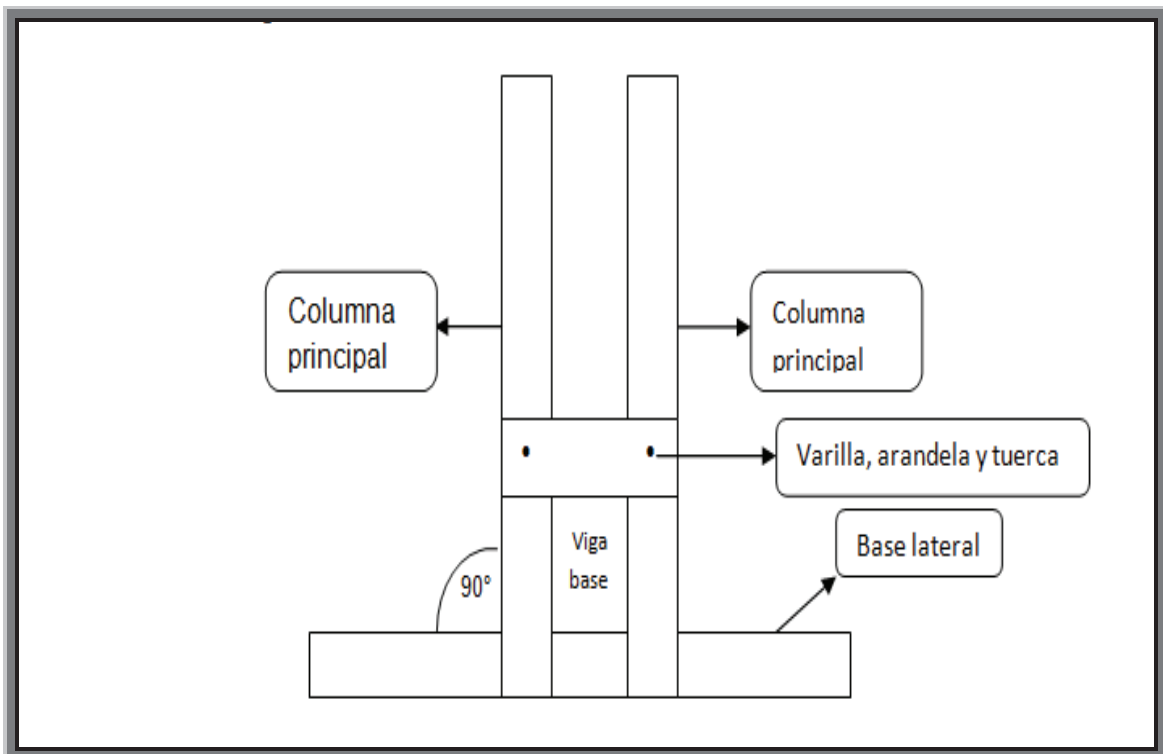 Columna
principal
Columna
principal
Varilla, arandela y tuerca
Base lateral
Viga
base
90°